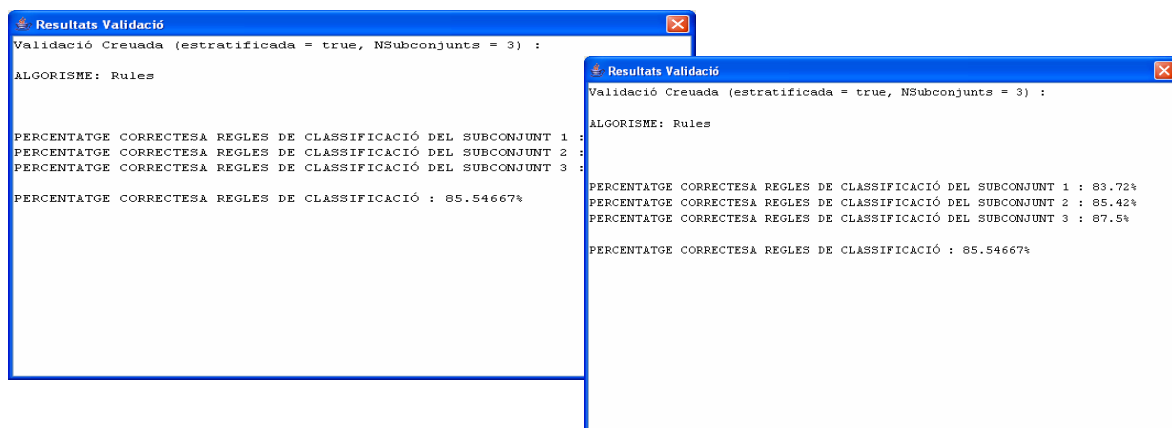 Resultats Validació
Validació Creuada (estratificada = true, NSubconjunts = 3) :
ALGORISME: Rules
PERCENTATGE CORRECTESA REGLES DE CLASSIFICACIÓ DEL SUBCONJUNT 1 :
PERCENTATGE CORRECTESA REGLES DE CLASSIFICACIÓ DEL SUBCONJUNT 2 :
PERCENTATGE CORRECTESA REGLES DE CLASSIFICACIÓ DEL SUBCONJUNT 3 :
PERCENTATGE CORRECTESA REGLES DE CLASSIFICACIÓ : 85.54667%
Resultats Validació
Validació Creuada (estratificada = true, NSubconjunts = 3) :
ALGORISME: Rules
PERCENTATGE CORRECTESA REGLES DE CLASSIFICACIÓ DEL SUBCONJUNT 1 : 83.72%
PERCENTATGE CORRECTESA REGLES DE CLASSIFICACIÓ DEL SUBCONJUNT 2 : 85.42%
PERCENTATGE CORRECTESA REGLES DE CLASSIFICACIÓ DEL SUBCONJUNT 3 : 87.5%
PERCENTATGE CORRECTESA REGLES DE CLASSIFICACIÓ : 85.54667%